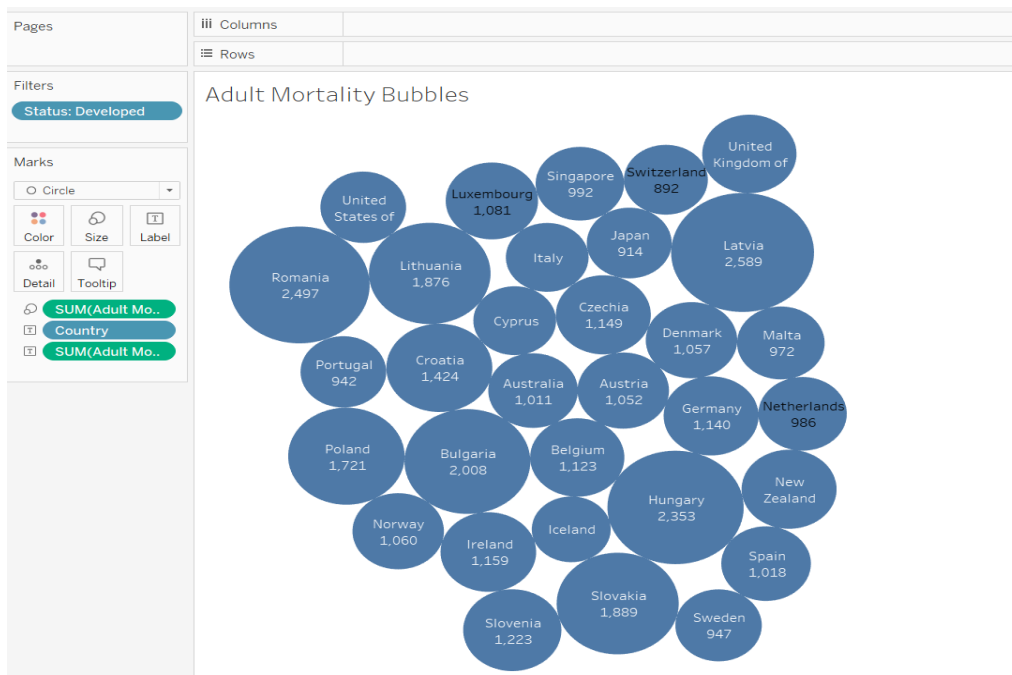 Pages
Columns
Rows
Filters
Status: Developed
Marks
Circle
Color
Size
Label
Detail
Tooltip
SUM(Adult Mo..
Country
SUM(Adult Mo..
Adult Mortality Bubbles
United
Kingdom of
Switzerland
892
Singapore
992
Luxembourg
1,081
United
States of
Japan
914
Latvia
2,589
Italy
Lithuania
1,876
Romania
2,497
Czechia
1,149
Cyprus
Denmark
1,057
Malta
972
Croatia
1,424
Portugal
942
Australia
1,011
Austria
1,052
Germany
1,140
Netherlands
986
Poland
1,721
Bulgaria
2,008
Belgium
1,123
New
Zealand
Hungary
2,353
Norway
1,060
Iceland
Ireland
1,159
Spain
1,018
Slovakia
1,889
Sweden
947
Slovenia
1,223